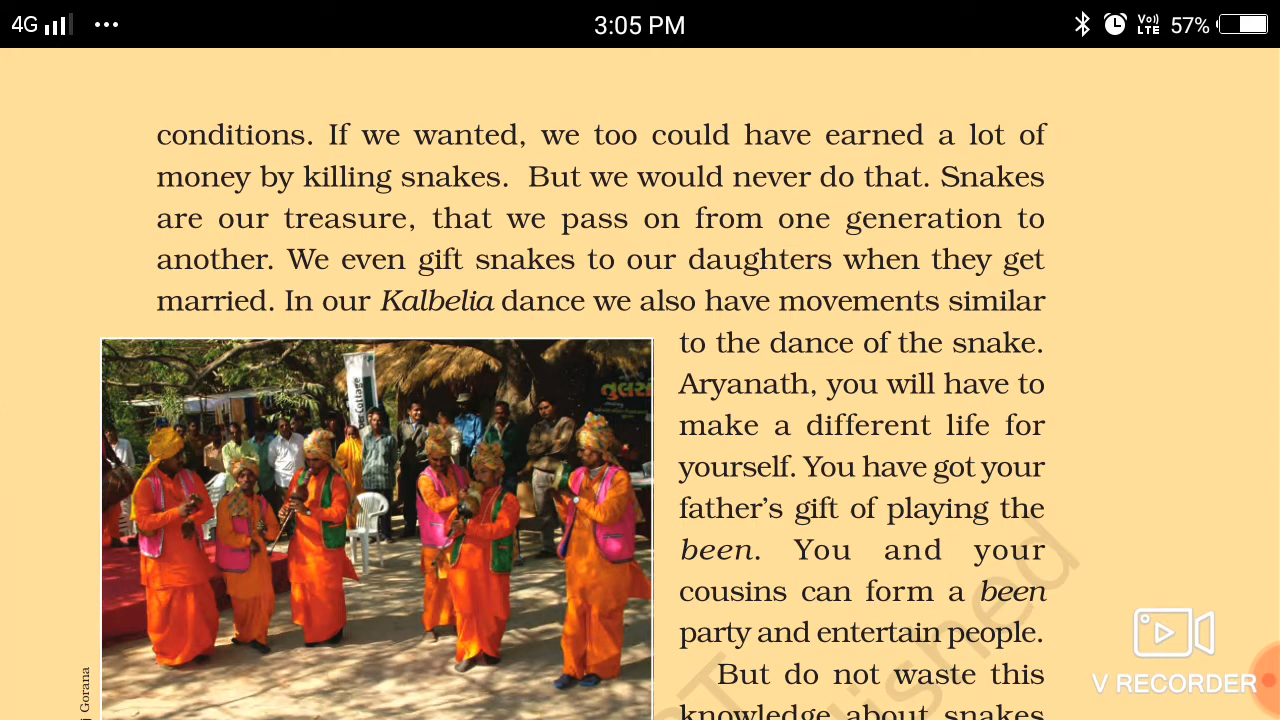 4G ••• 3:05 PM Vo)) LTE 57%
conditions. If we wanted, we too could have earned a lot of
money by killing snakes. But we would never do that. Snakes
are our treasure, that we pass on from one generation to
another. We even gift snakes to our daughters when they get
married. In our Kalbelia dance we also have movements similar
to the dance of the snake.
Aryanath, you will have to
make a different life for
yourself. You have got your
father's gift of playing the
been. You and your
cousins can form a been
party and entertain people.
But do not waste this
knowledge about snakes
Cottage
તુલસી
Gorana
V RECORDER